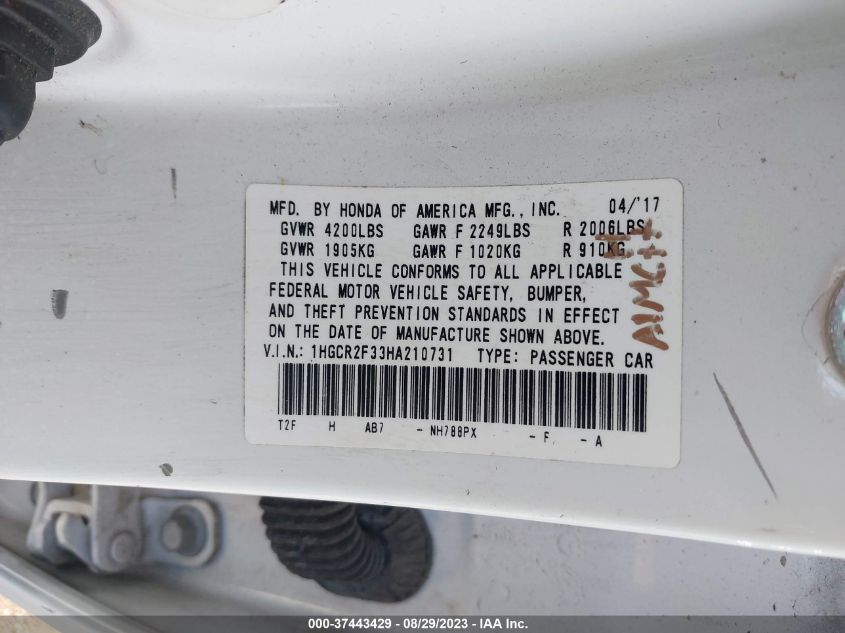 MFD. BY HONDA OF AMERICA MFG., INC. 04/'17
GVWR 4200LBS GAWR F 2249LBS R 2006LBS
GVWR 1905KG GAWR F 1020KG R 910KG
THIS VEHICLE CONFORMS TO ALL APPLICABLE
FEDERAL MOTOR VEHICLE SAFETY, BUMPER,
AND THEFT PREVENTION STANDARDS IN EFFECT
ON THE DATE OF MANUFACTURE SHOWN ABOVE.
V.I.N.: 1HGCR2F33HA210731 TYPE: PASSENGER CAR
T2F H AB7 - NH788PX - F - A
000-37443429 - 08/29/2023 - IAA Inc.